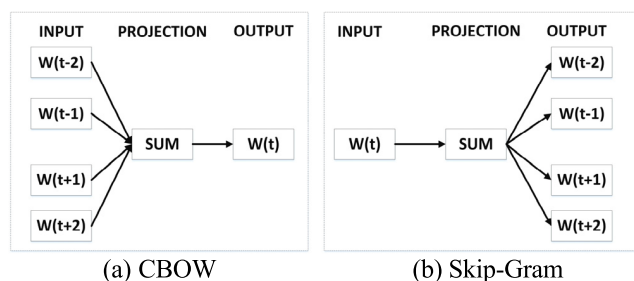 INPUT PROJECTION OUTPUT
W(t-2)
W(t-1)
SUM W(t)
W(t+1)
W(t+2)
(a) CBOW
INPUT PROJECTION OUTPUT
W(t-2)
W(t-1)
W(t) SUM
W(t+1)
W(t+2)
(b) Skip-Gram